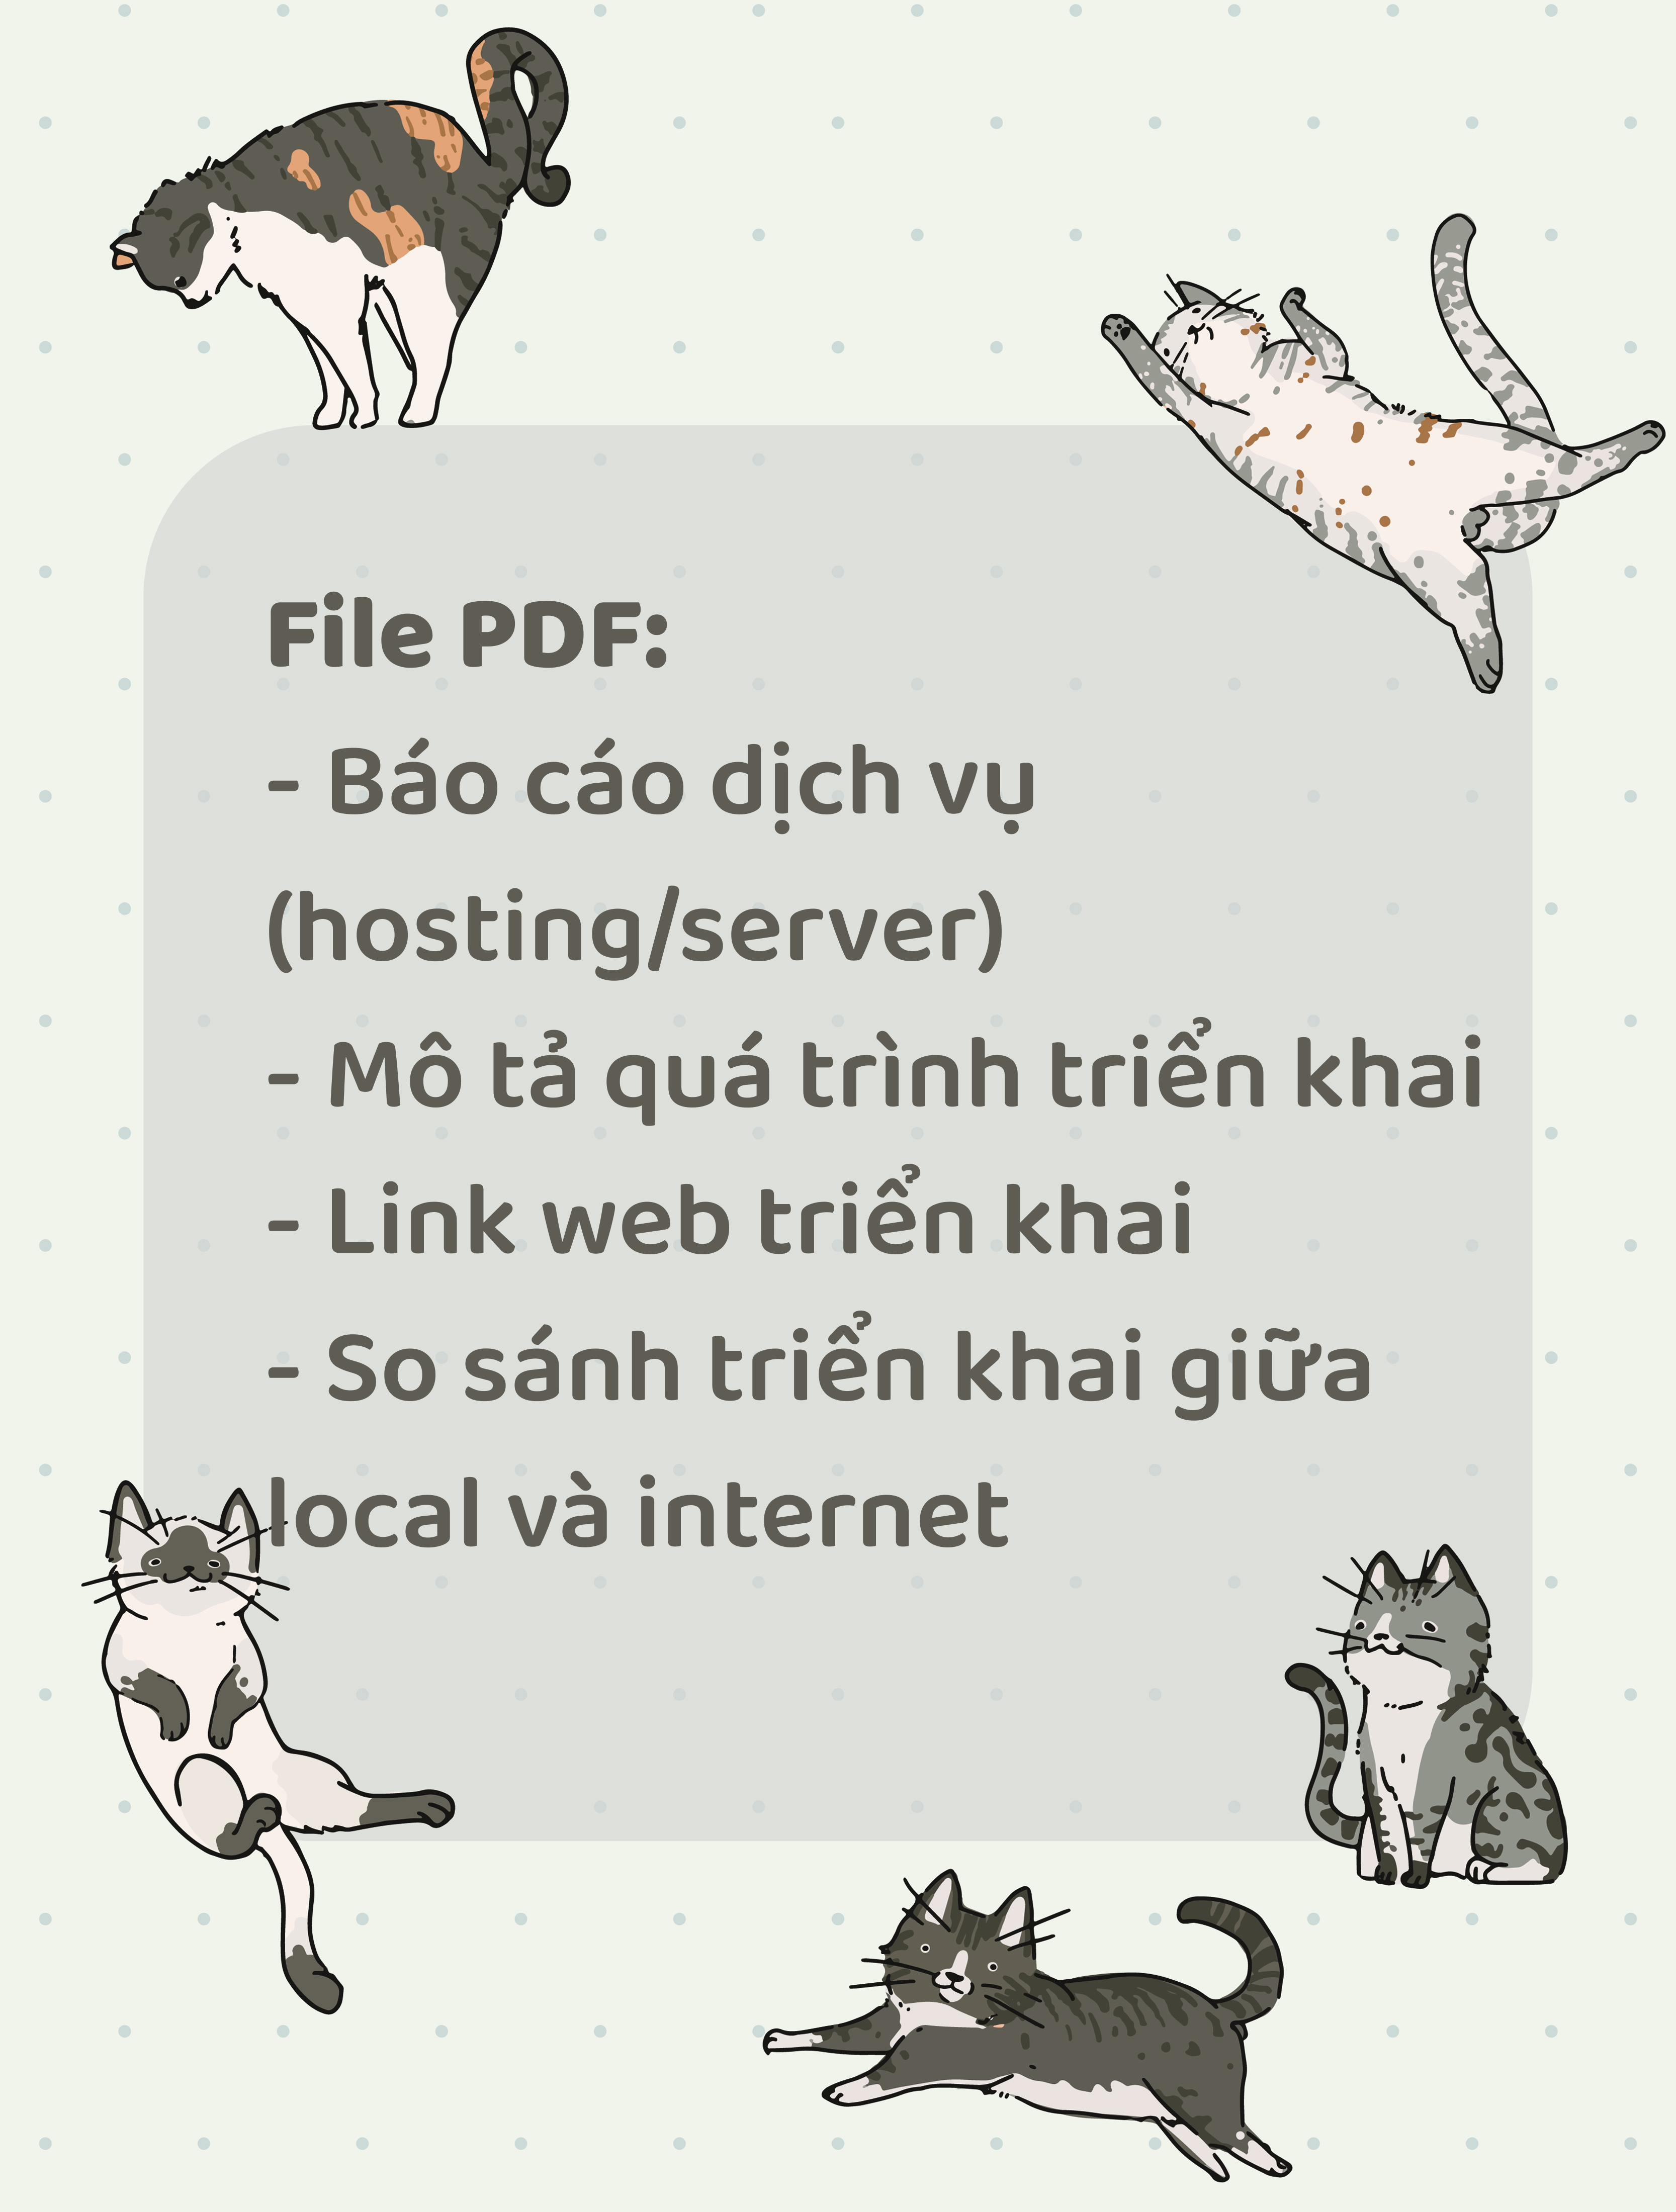 File PDF:
- Báo cáo dịch vụ
(hosting/server)
- Mô tả quá trình triển khai
- Link web triển khai
- So sánh triển khai giữa
local và internet